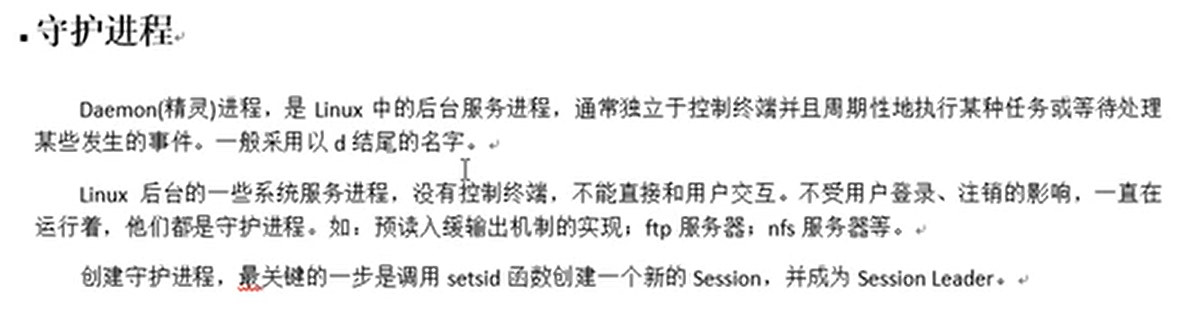 守护进程
Daemon(精灵)进程，是 Linux 中的后台服务进程，通常独立于控制终端并且周期性地执行某种任务或等待处理
某些发生的事件。一般采用以 d 结尾的名字。
Linux 后台的一些系统服务进程，没有控制终端，不能直接和用户交互。不受用户登录、注销的影响，一直在
运行着，他们都是守护进程。如：预读入缓输出机制的实现；ftp 服务器；nfs 服务器等。
创建守护进程，最关键的一步是调用 setsid 函数创建一个新的 Session，并成为 Session Leader。